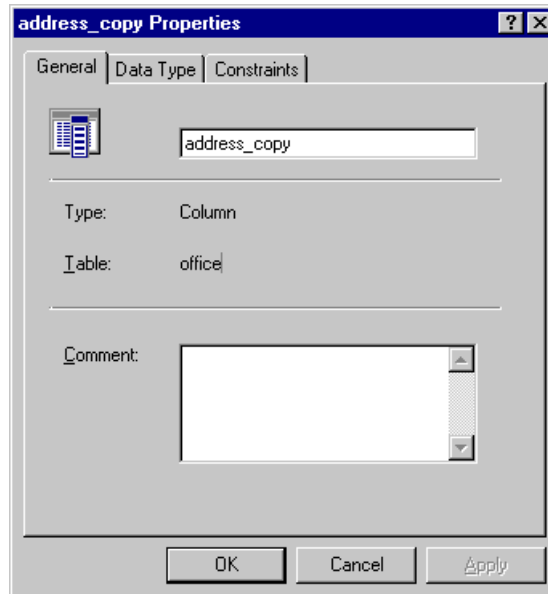 address_copy Properties ? X
General Data Type Constraints
address_copy
Type: Column
Table: office
Comment:
OK Cancel Apply